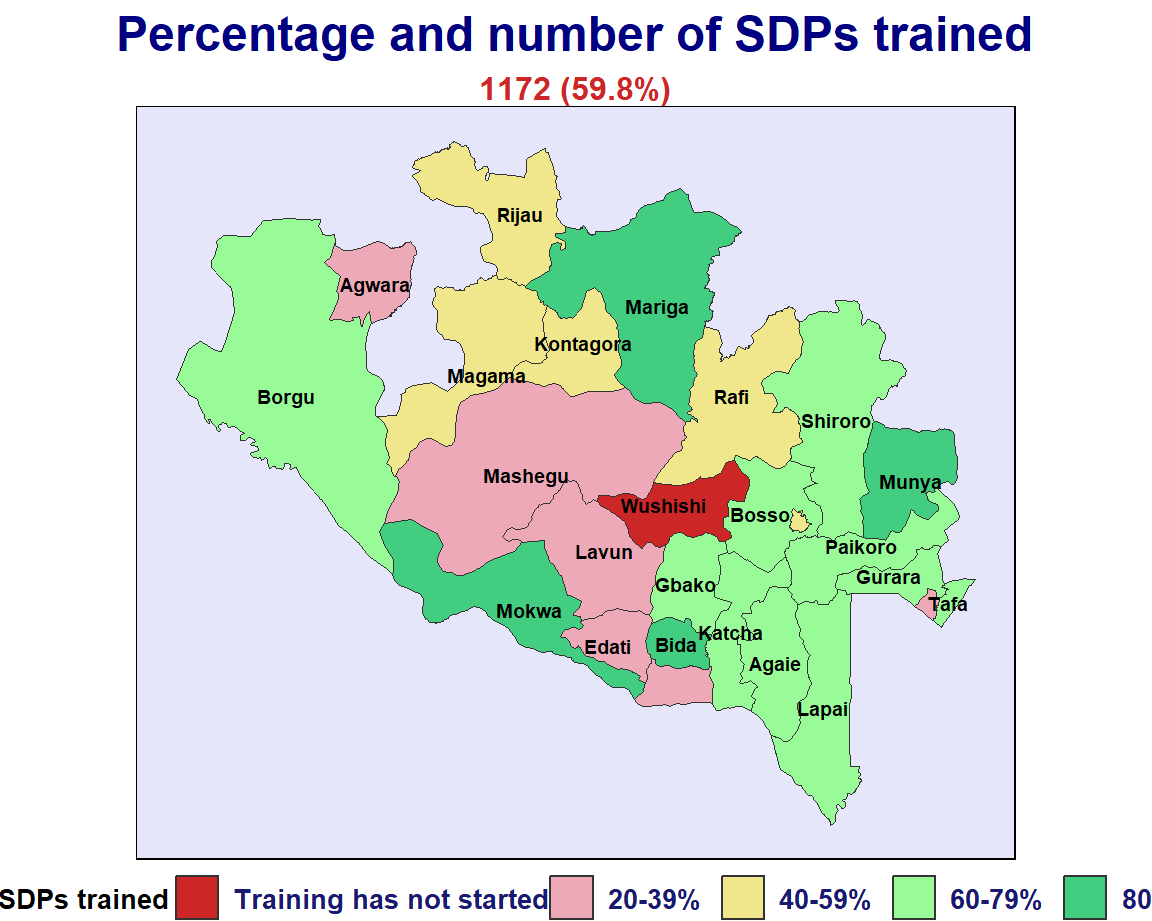 Percentage and number of SDPs trained
1172 (59.8%)
Rijau
Agwara
Mariga
Kontagora
Magama
Borgu
Rafi
Shiroro
Mashegu
Munya
Wushishi
Bosso
Lavun
Paikoro
Gurara
Gbako
Tafa
Mokwa
Katcha
Edati
Bida
Agaie
Lapai
SDPs trained Training has not started 20-39% 40-59% 60-79% 80